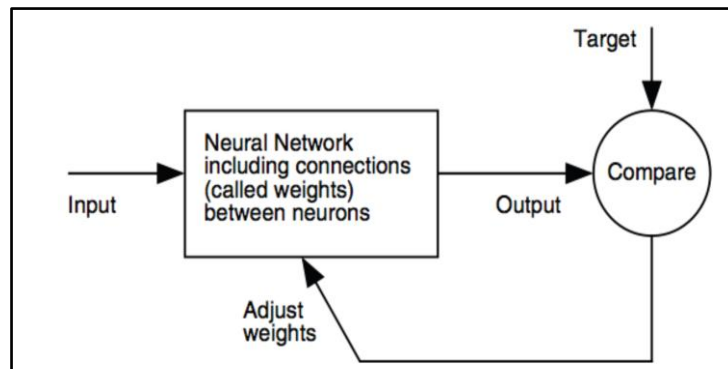 Target
Neural Network
including connections
(called weights)
between neurons
Compare
Input
Output
Adjust
weights